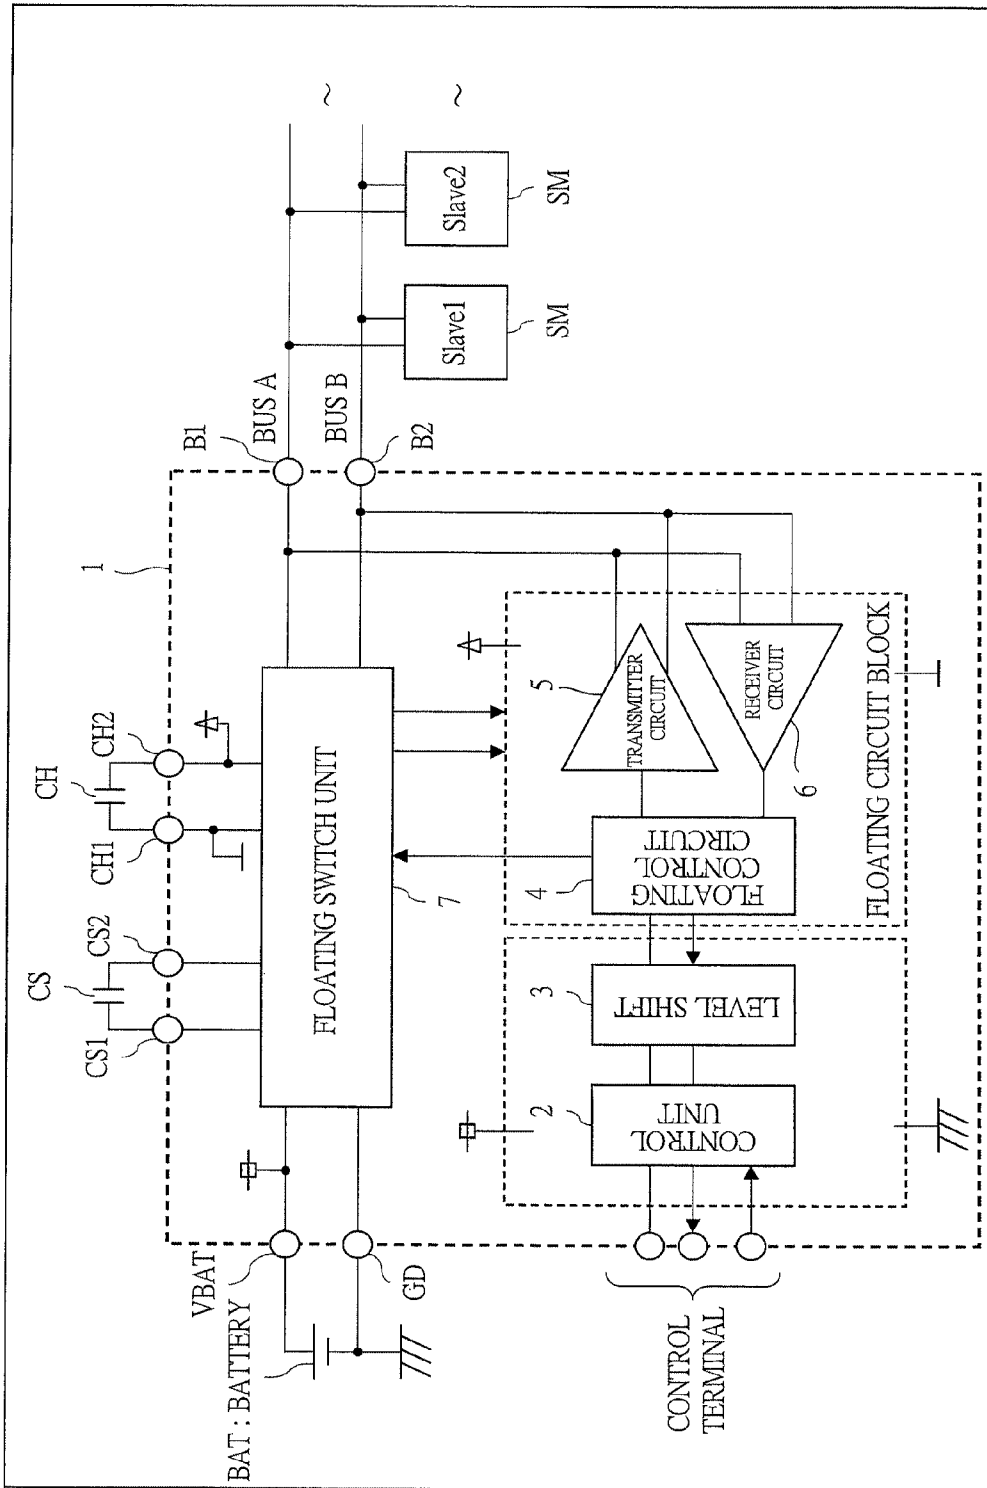 CS
CS1
CS2
CH
CH1
CH2
1
B1
BUS A
BUS B
B2
Slave1
SM
Slave2
SM
~
~
VBAT
BAT : BATTERY
GD
FLOATING SWITCH UNIT
7
CONTROL
TERMINAL
2
CONTROL
UNIT
3
LEVEL SHIFT
4
FLOATING
CONTROL
CIRCUIT
5
TRANSMITTER
CIRCUIT
RECEIVER
CIRCUIT
6
FLOATING CIRCUIT BLOCK